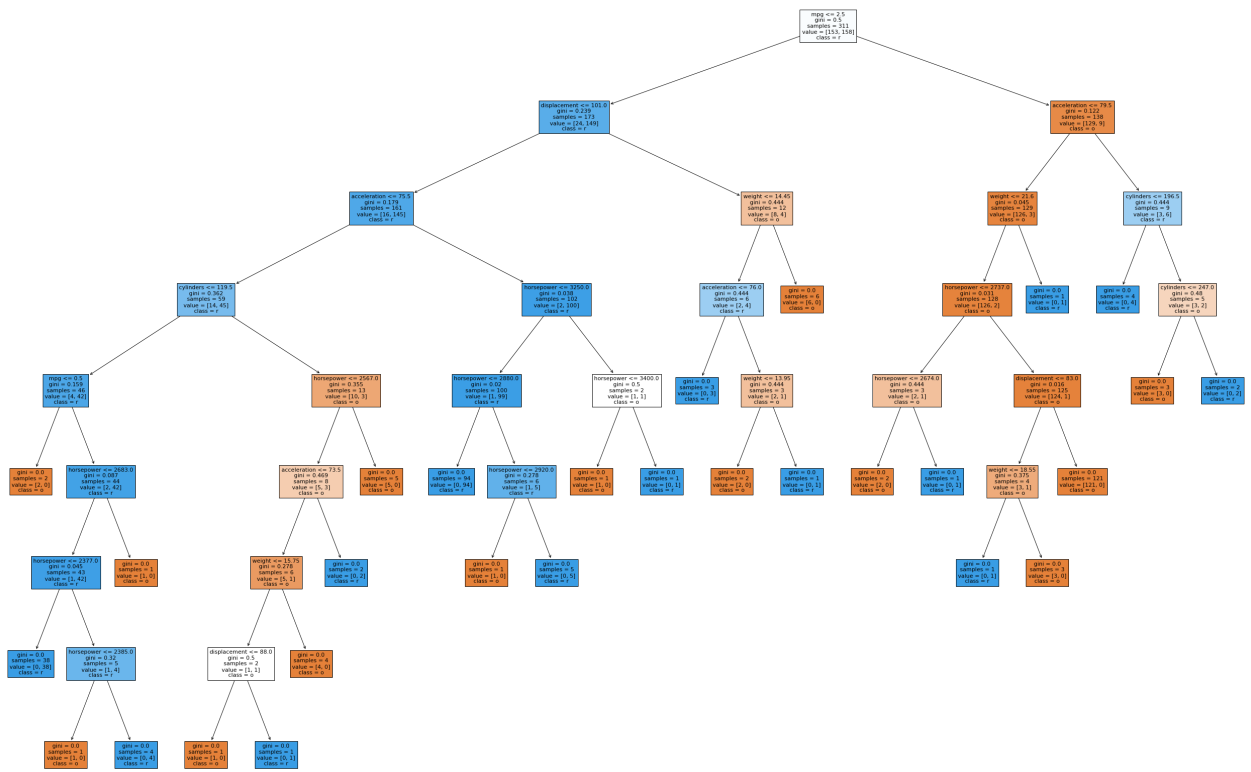 mpg <= 2.5
gini = 0.5
samples = 311
value = [153, 158]
class = r
displacement <= 101.0
gini = 0.239
samples = 173
value = [24, 149]
class = r
acceleration <= 79.5
gini = 0.122
samples = 138
value = [129, 9]
class = o
acceleration <= 75.5
gini = 0.179
samples = 161
value = [16, 145]
class = r
weight <= 14.45
gini = 0.444
samples = 12
value = [8, 4]
class = o
weight <= 21.6
gini = 0.045
samples = 129
value = [126, 3]
class = o
cylinders <= 196.5
gini = 0.444
samples = 9
value = [3, 6]
class = r
cylinders <= 119.5
gini = 0.362
samples = 59
value = [14, 45]
class = r
horsepower <= 3250.0
gini = 0.038
samples = 102
value = [2, 100]
class = r
acceleration <= 76.0
gini = 0.444
samples = 6
value = [2, 4]
class = r
gini = 0.0
samples = 6
value = [6, 0]
class = o
horsepower <= 2737.0
gini = 0.031
samples = 128
value = [126, 2]
class = o
gini = 0.0
samples = 1
value = [0, 1]
class = r
gini = 0.0
samples = 4
value = [0, 4]
class = r
cylinders <= 247.0
gini = 0.48
samples = 5
value = [3, 2]
class = o
mpg <= 0.5
gini = 0.159
samples = 46
value = [4, 42]
class = r
horsepower <= 2567.0
gini = 0.355
samples = 13
value = [10, 3]
class = o
horsepower <= 2880.0
gini = 0.02
samples = 100
value = [1, 99]
class = r
horsepower <= 3400.0
gini = 0.5
samples = 2
value = [1, 1]
class = o
gini = 0.0
samples = 3
value = [0, 3]
class = r
weight <= 13.95
gini = 0.444
samples = 3
value = [2, 1]
class = o
horsepower <= 2674.0
gini = 0.444
samples = 3
value = [2, 1]
class = o
displacement <= 83.0
gini = 0.016
samples = 125
value = [124, 1]
class = o
gini = 0.0
samples = 3
value = [3, 0]
class = o
gini = 0.0
samples = 2
value = [0, 2]
class = r
gini = 0.0
samples = 2
value = [2, 0]
class = o
horsepower <= 2683.0
gini = 0.087
samples = 44
value = [2, 42]
class = r
acceleration <= 73.5
gini = 0.469
samples = 8
value = [5, 3]
class = o
gini = 0.0
samples = 5
value = [5, 0]
class = o
gini = 0.0
samples = 94
value = [0, 94]
class = r
horsepower <= 2920.0
gini = 0.278
samples = 6
value = [1, 5]
class = r
gini = 0.0
samples = 1
value = [1, 0]
class = o
gini = 0.0
samples = 1
value = [0, 1]
class = r
gini = 0.0
samples = 2
value = [2, 0]
class = o
gini = 0.0
samples = 1
value = [0, 1]
class = r
gini = 0.0
samples = 2
value = [2, 0]
class = o
gini = 0.0
samples = 1
value = [0, 1]
class = r
weight <= 18.55
gini = 0.375
samples = 4
value = [3, 1]
class = o
gini = 0.0
samples = 121
value = [121, 0]
class = o
horsepower <= 2377.0
gini = 0.045
samples = 43
value = [1, 42]
class = r
gini = 0.0
samples = 1
value = [1, 0]
class = o
weight <= 15.75
gini = 0.278
samples = 6
value = [5, 1]
class = o
gini = 0.0
samples = 2
value = [0, 2]
class = r
gini = 0.0
samples = 1
value = [1, 0]
class = o
gini = 0.0
samples = 5
value = [0, 5]
class = r
gini = 0.0
samples = 1
value = [0, 1]
class = r
gini = 0.0
samples = 3
value = [3, 0]
class = o
gini = 0.0
samples = 38
value = [0, 38]
class = r
horsepower <= 2385.0
gini = 0.32
samples = 5
value = [1, 4]
class = r
displacement <= 88.0
gini = 0.5
samples = 2
value = [1, 1]
class = o
gini = 0.0
samples = 4
value = [4, 0]
class = o
gini = 0.0
samples = 1
value = [1, 0]
class = o
gini = 0.0
samples = 4
value = [0, 4]
class = r
gini = 0.0
samples = 1
value = [1, 0]
class = o
gini = 0.0
samples = 1
value = [0, 1]
class = r